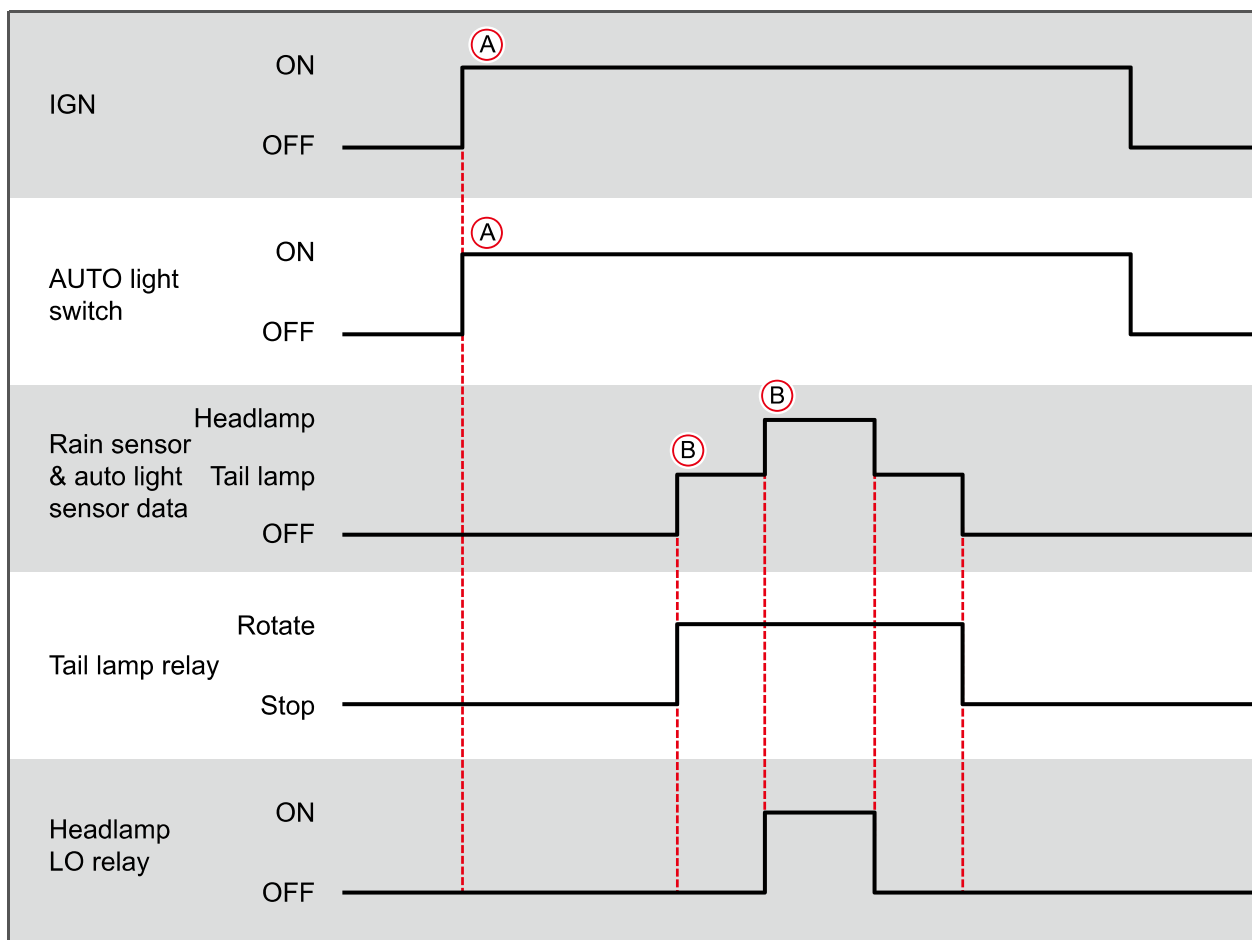 A
ON
IGN
OFF
A
ON
AUTO light
switch
OFF
B
Headlamp
Rain sensor
B
& auto light
Tail lamp
sensor data
OFF
Rotate
Tail lamp relay
Stop
ON
Headlamp
LO relay
OFF